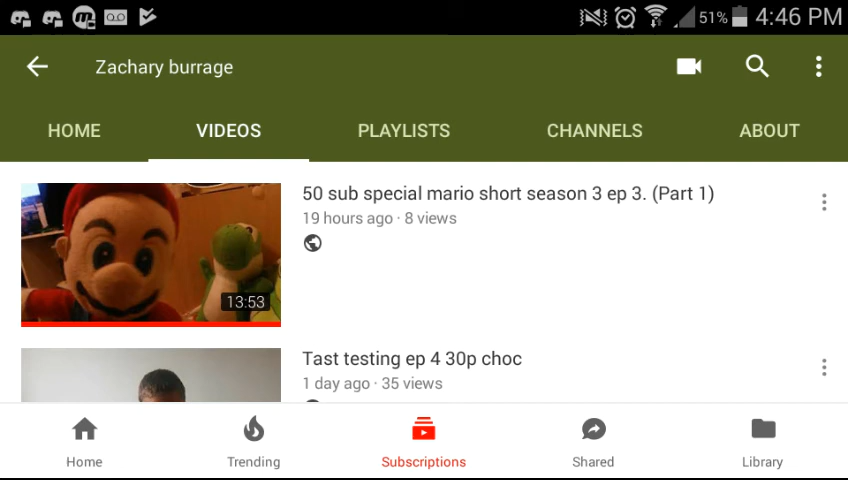 51% 4:46 PM
Zachary burrage
HOME VIDEOS PLAYLISTS CHANNELS ABOUT
50 sub special mario short season 3 ep 3. (Part 1)
19 hours ago · 8 views
13:53
Tast testing ep 4 30p choc
1 day ago · 35 views
Home Trending Subscriptions Shared Library